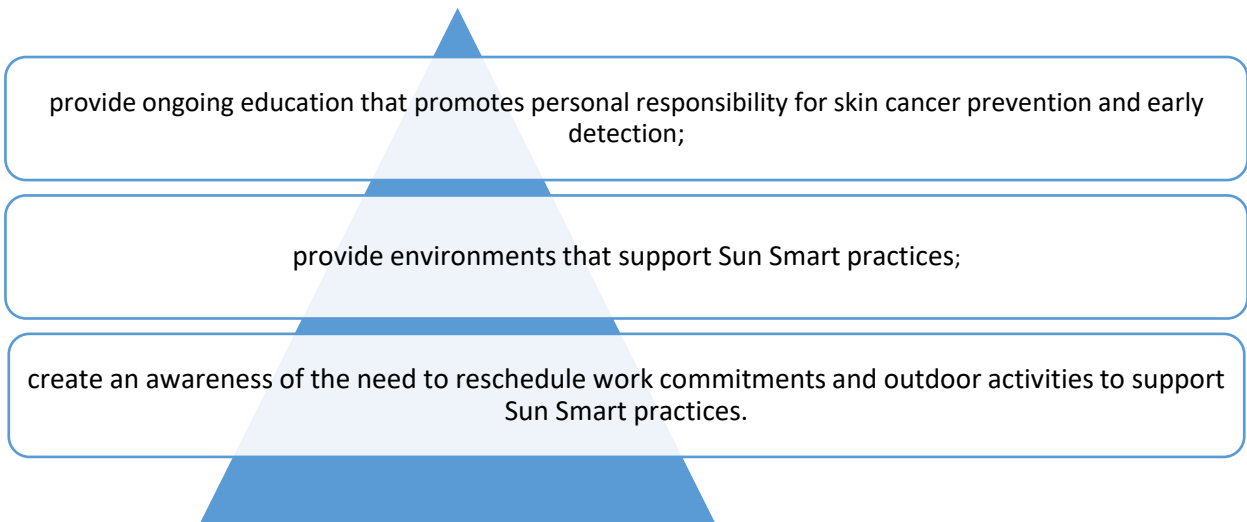 provide ongoing education that promotes personal responsibility for skin cancer prevention and early
detection;
provide environments that support Sun Smart practices;
create an awareness of the need to reschedule work commitments and outdoor activities to support
Sun Smart practices.